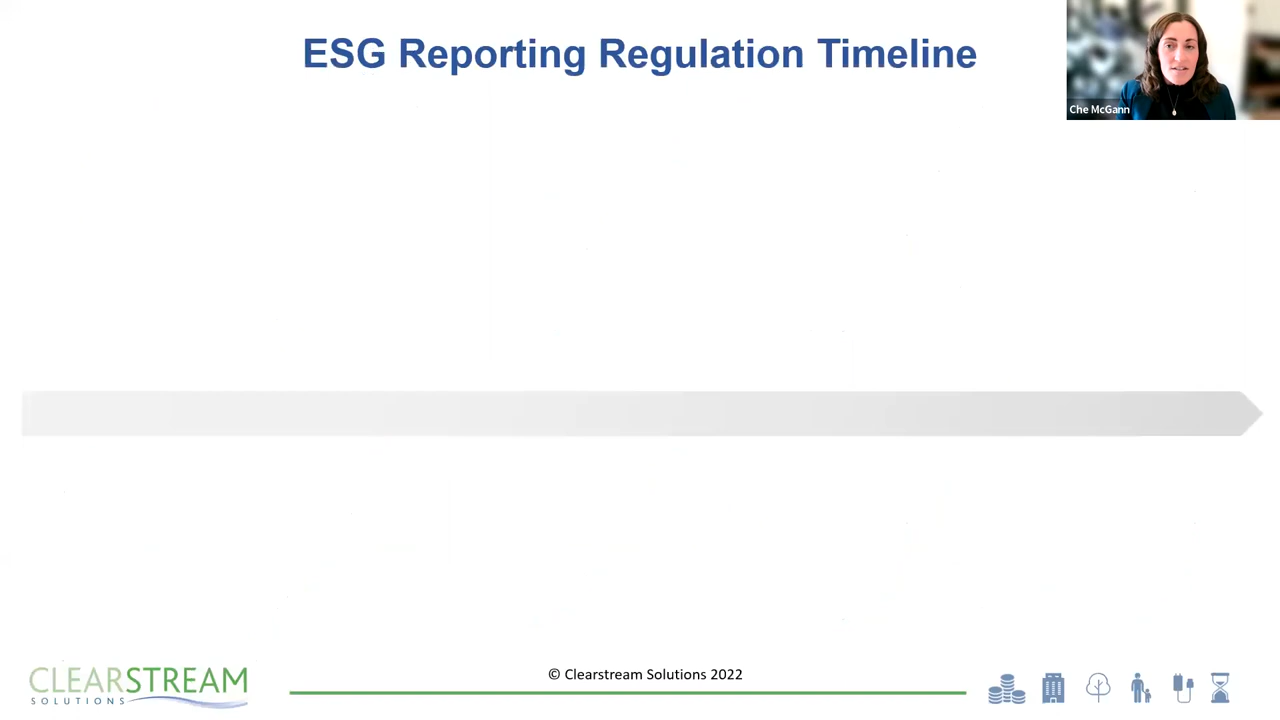 ESG Reporting Regulation Timeline
Che McGann
CLEARSTREAM
SOLUTIONS
© Clearstream Solutions 2022